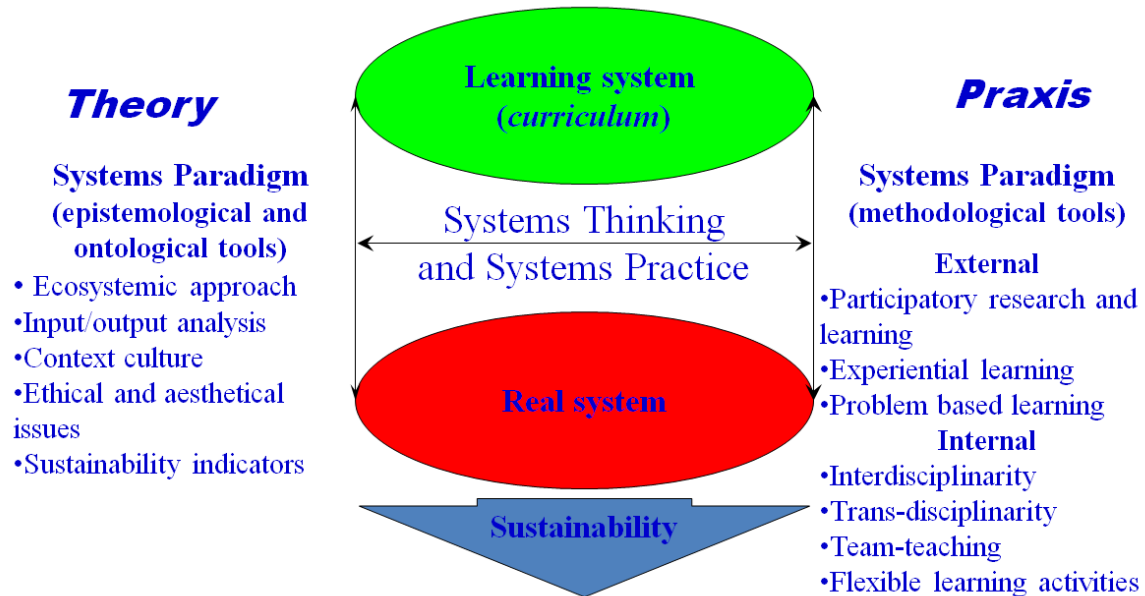 Theory
Systems Paradigm
(epistemological and
ontological tools)
• Ecosystemic approach
•Input/output analysis
•Context culture
•Ethical and aesthetical
issues
•Sustainability indicators
Learning system
(curriculum)
Systems Thinking
and Systems Practice
Real system
Sustainability
Praxis
Systems Paradigm
(methodological tools)
External
•Participatory research and
learning
•Experiential learning
•Problem based learning
Internal
•Interdisciplinarity
•Trans-disciplinarity
•Team-teaching
•Flexible learning activities